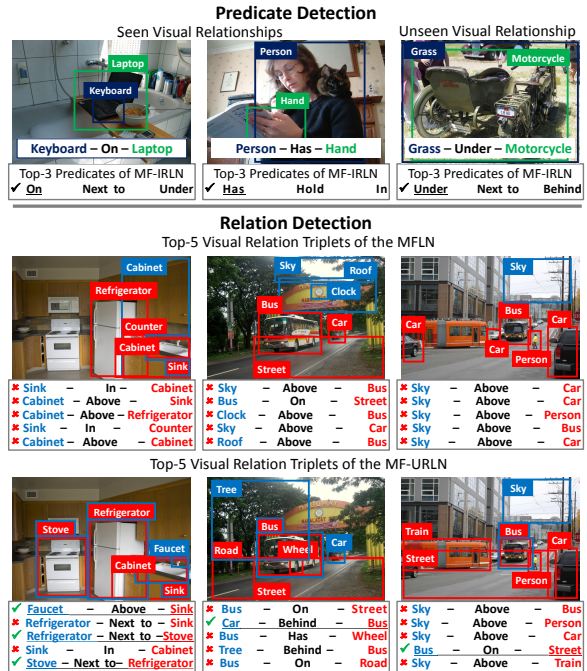 Predicate Detection
Seen Visual Relationships
Unseen Visual Relationship
Laptop
Keyboard
Keyboard – On – Laptop
Person
Hand
Person – Has – Hand
Grass
Motorcycle
Grass – Under – Motorcycle
Top-3 Predicates of MF-IRLN
✓ On Next to Under
Top-3 Predicates of MF-IRLN
✓ Has Hold In
Top-3 Predicates of MF-IRLN
✓ Under Next to Behind
Relation Detection
Top-5 Visual Relation Triplets of the MFLN
Cabinet
Refrigerator
Counter
Cabinet
Sink
Sky
Roof
Clock
Bus
Car
Street
Sky
Bus
Car
Car
Person
✖ Sink – In – Cabinet
✖ Cabinet – Above – Sink
✖ Cabinet – Above – Refrigerator
✖ Sink – In – Counter
✖ Cabinet – Above – Cabinet
✖ Sky – Above – Bus
✖ Bus – On – Street
✖ Clock – Above – Bus
✖ Sky – Above – Car
✖ Roof – Above – Bus
✖ Sky – Above – Car
✖ Sky – Above – Car
✖ Sky – Above – Person
✖ Sky – Above – Bus
✖ Sky – Above – Car
Top-5 Visual Relation Triplets of the MF-URLN
Refrigerator
Stove
Faucet
Cabinet
Sink
Tree
Bus
Road
Wheel
Car
Street
Sky
Train
Bus
Car
Street
Person
✓ Faucet – Above – Sink
✖ Refrigerator – Next to – Sink
✓ Refrigerator – Next to – Stove
✖ Sink – In – Cabinet
✓ Stove – Next to – Refrigerator
✖ Bus – On – Street
✓ Car – Behind – Bus
✖ Bus – Has – Wheel
✖ Tree – Behind – Bus
✖ Bus – On – Road
✖ Sky – Above – Bus
✖ Sky – Above – Person
✖ Sky – Above – Car
✓ Bus – On – Street
✖ Sky – Above – Train